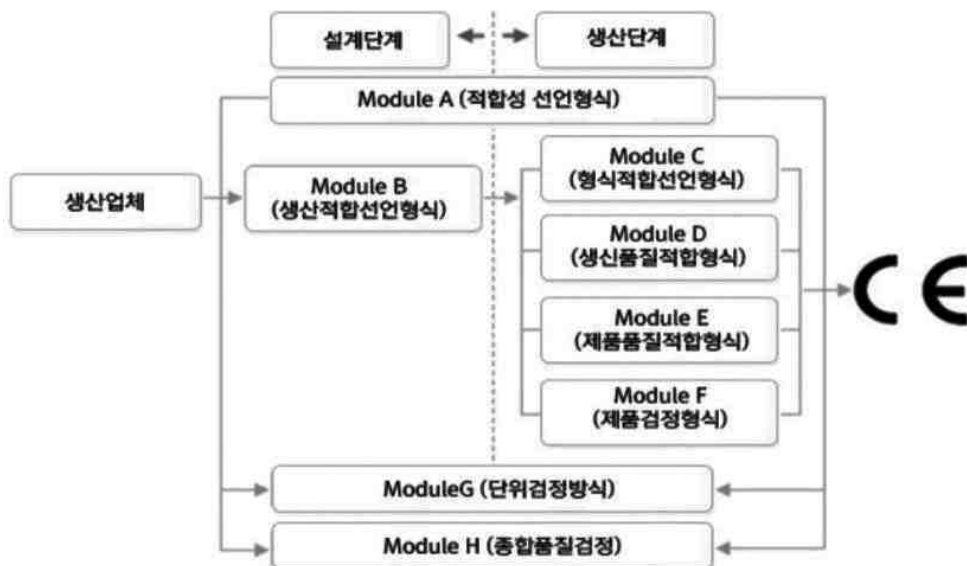 설계단계
생산단계
Module A (적합성 선언형식)
생산업체
Module B
(생산적합선언형식)
Module C
(형식적합선언형식)
Module D
(생신품질적합형식)
Module E
(제품품질적합형식)
Module F
(제품검정형식)
CE
ModuleG (단위검정방식)
Module H (종합품질검정)